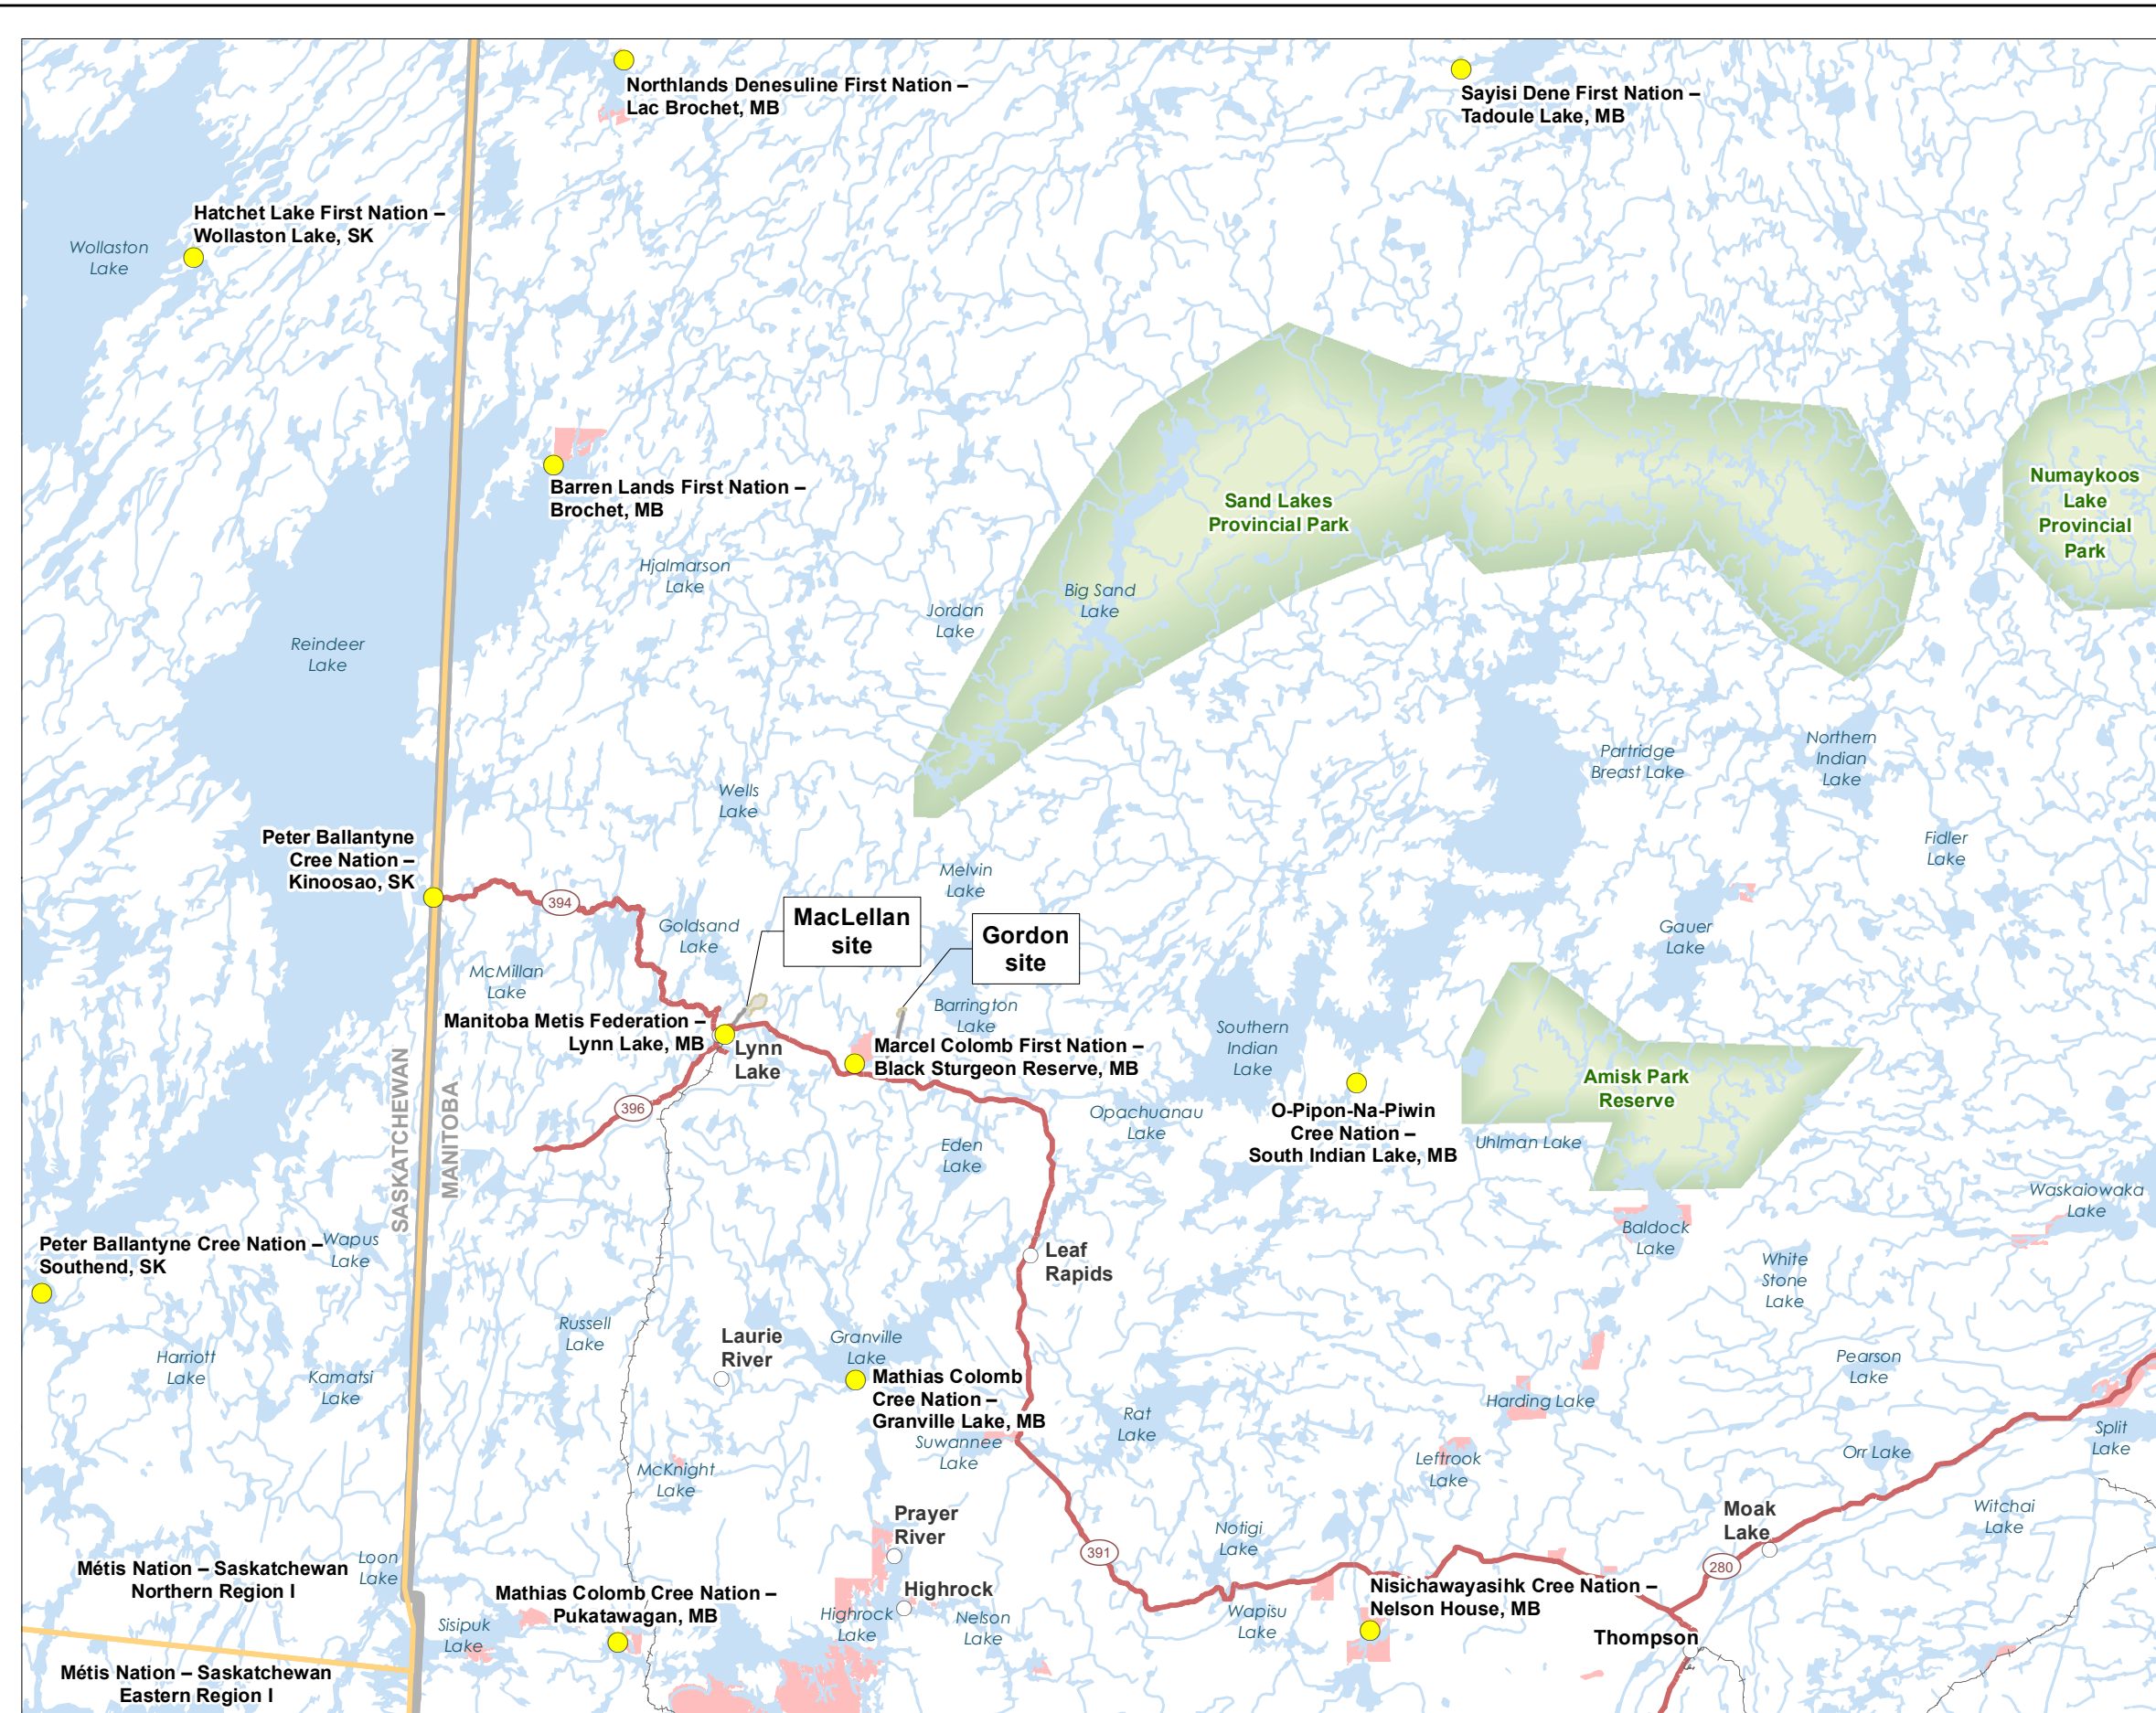 Northlands Denesuline First Nation –
Lac Brochet, MB
Sayisi Dene First Nation –
Tadoule Lake, MB
Hatchet Lake First Nation –
Wollaston Lake, SK
Wollaston
Lake
Barren Lands First Nation –
Brochet, MB
Sand Lakes
Provincial Park
Numaykoos
Lake
Provincial
Park
Hjalmarson
Lake
Jordan
Lake
Big Sand
Lake
Reindeer
Lake
Partridge
Breast Lake
Northern
Indian
Lake
Wells
Lake
Fidler
Lake
Peter Ballantyne
Cree Nation –
Kinoosao, SK
Melvin
Lake
394
Goldsand
Lake
MacLellan
site
Gordon
site
Gauer
Lake
McMillan
Lake
Barrington
Lake
Manitoba Metis Federation –
Lynn Lake, MB
Lynn
Lake
Marcel Colomb First Nation –
Black Sturgeon Reserve, MB
Southern
Indian
Lake
Amisk Park
Reserve
396
SASKATCHEWAN
MANITOBA
Opachuanau
Lake
O-Pipon-Na-Piwin
Cree Nation –
South Indian Lake, MB
Uhlman Lake
Eden
Lake
Waskaiowaka
Lake
Baldock
Lake
Peter Ballantyne Cree Nation –
Southend, SK
Wapus
Lake
Leaf
Rapids
White
Stone
Lake
Russell
Lake
Laurie
River
Granville
Lake
Harriott
Lake
Kamatsi
Lake
Mathias Colomb
Cree Nation –
Granville Lake, MB
Pearson
Lake
Harding Lake
Rat
Lake
Split
Lake
Suwannee
Lake
Orr Lake
Leftrook
Lake
McKnight
Lake
Prayer
River
Moak
Lake
Witchai
Lake
Notigi
Lake
391
280
Métis Nation – Saskatchewan
Northern Region I
Loon
Lake
Mathias Colomb Cree Nation –
Pukatawagan, MB
Highrock
Nisichawayasihk Cree Nation –
Nelson House, MB
Sisipuk
Lake
Highrock
Lake
Nelson
Lake
Wapisu
Lake
Thompson
Métis Nation – Saskatchewan
Eastern Region I